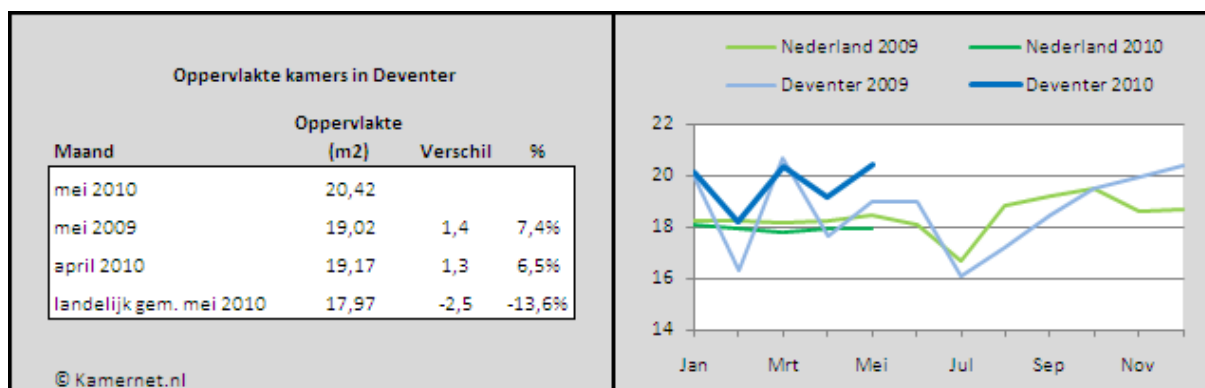 Oppervlakte kamers in Deventer
Oppervlakte
Maand (m2) Verschil %
mei 2010 20,42
mei 2009 19,02 1,4 7,4%
april 2010 19,17 1,3 6,5%
landelijk gem. mei 2010 17,97 -2,5 -13,6%
© Kamernet.nl
Nederland 2009 Nederland 2010
Deventer 2009 Deventer 2010
22
20
18
16
14
Jan Mrt Mei Jul Sep Nov